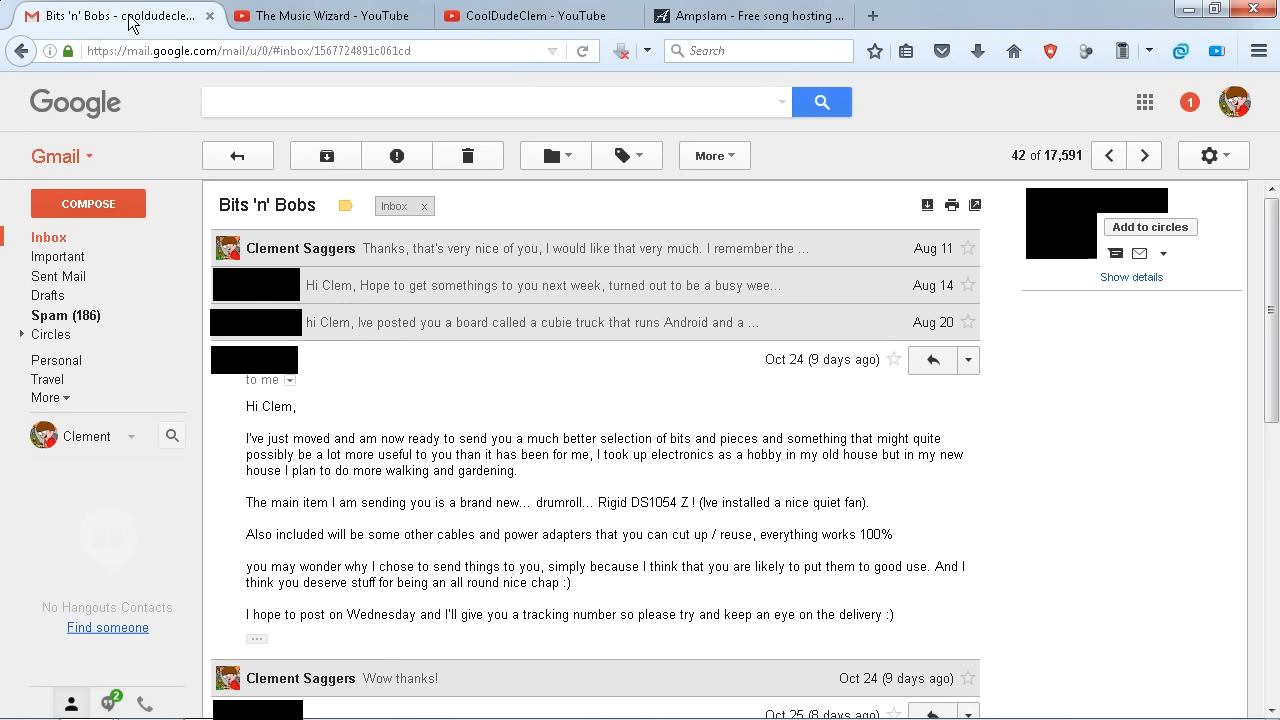 Bits 'n' Bobs - cooldudecle...
The Music Wizard - YouTube
CoolDudeClem - YouTube
Ampslam - Free song hosting ...
https://mail.google.com/mail/u/0/#inbox/1567724891c061cd
Search
Google
1
Gmail
More
42 of 17,591
COMPOSE
Inbox
Important
Sent Mail
Drafts
Spam (186)
Circles
Personal
Travel
More
Clement
No Hangouts Contacts
Find someone
2
Bits 'n' Bobs
Inbox x
Clement Saggers Thanks thats very nice of you, I would like that very much. I remember the ... Aug 11
Hi Clem, Hope to get somethings to you next week, turned out to be a busy wee... Aug 14
hi Clem, Ive posted you a board called a cubie truck that runs Android and a ... Aug 20
Oct 24 (9 days ago)
to me
Hi Clem,
I've just moved and am now ready to send you a much better selection of bits and pieces and something that might quite
possibly be a lot more useful to you than it has been for me, I took up electronics as a hobby in my old house but in my new
house I plan to do more walking and gardening.
The main item I am sending you is a brand new... drumroll... Rigid DS1054 Z ! (Ive installed a nice quiet fan).
Also included will be some other cables and power adapters that you can cut up / reuse, everything works 100%
you may wonder why I chose to send things to you, simply because I think that you are likely to put them to good use. And I
think you deserve stuff for being an all round nice chap :)
I hope to post on Wednesday and I'll give you a tracking number so please try and keep an eye on the delivery :)
...
Clement Saggers Wow thanks! Oct 24 (9 days ago)
Oct 25 (8 days ago)
Add to circles
Show details